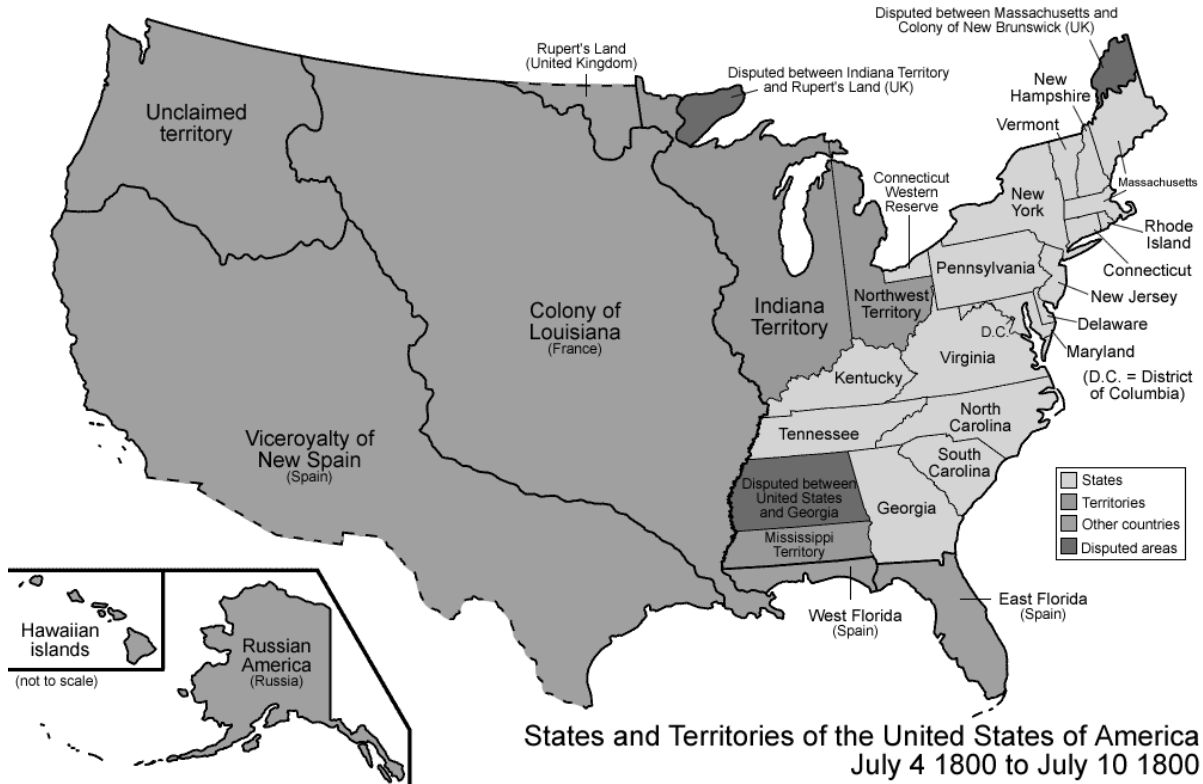 Disputed between Massachusetts and
Colony of New Brunswick (UK)
Rupert's Land
(United Kingdom)
Disputed between Indiana Territory
and Rupert's Land (UK)
New
Hampshire
Vermont
Unclaimed
territory
Connecticut
Western
Reserve
Massachusetts
New
York
Rhode
Island
Pennsylvania
Connecticut
New Jersey
Northwest
Territory
Indiana
Territory
Colony of
Louisiana
(France)
D.C.
Delaware
Virginia
Maryland
(D.C. = District
of Columbia)
Kentucky
North
Carolina
Tennessee
Viceroyalty of
New Spain
(Spain)
South
Carolina
Disputed between
United States
and Georgia
Georgia
Mississippi
Territory
States
Territories
Other countries
Disputed areas
West Florida
(Spain)
East Florida
(Spain)
Hawaiian
islands
(not to scale)
Russian
America
(Russia)
States and Territories of the United States of America
July 4 1800 to July 10 1800